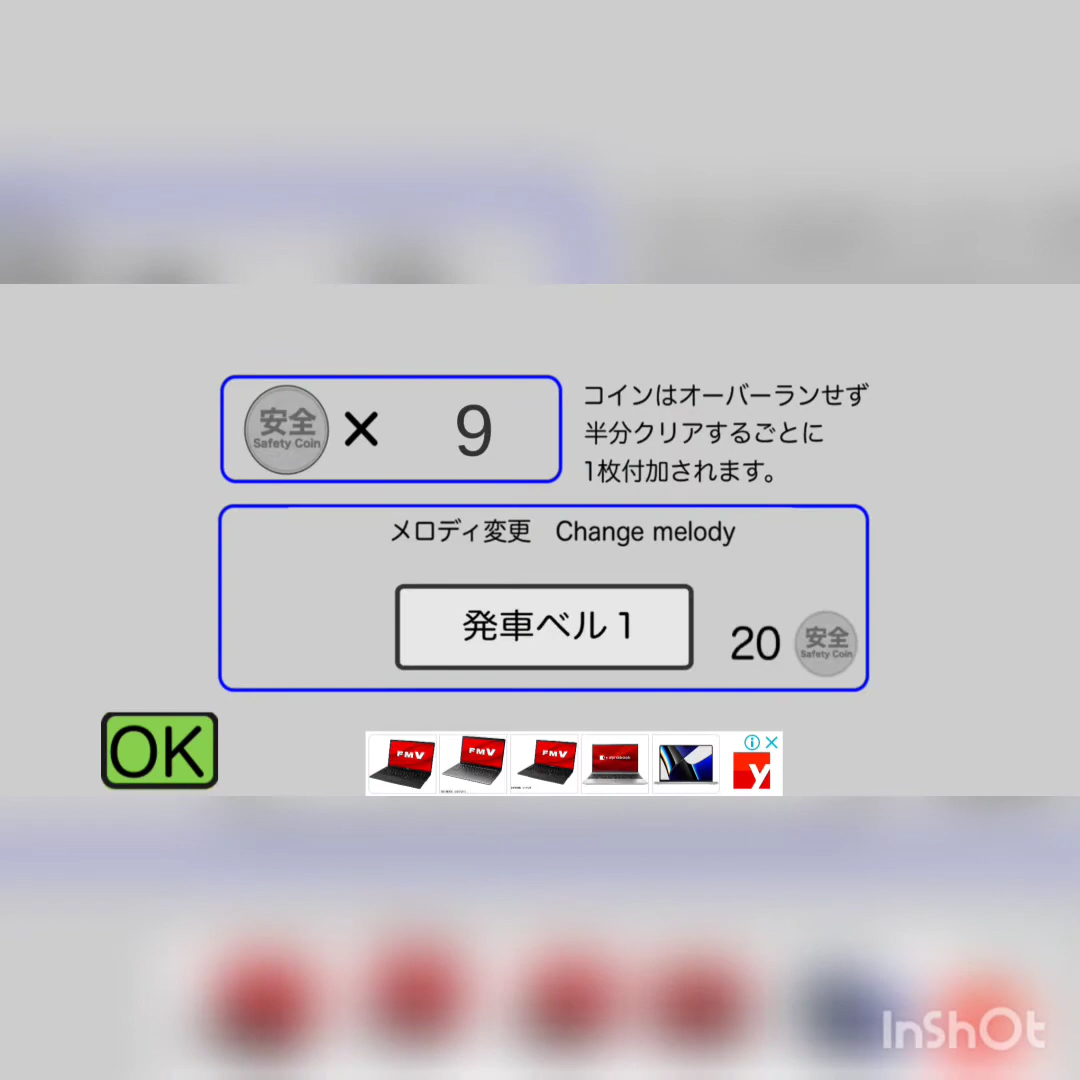 安全
Safety Coin
× 9
コインはオーバーランせず
半分クリアするごとに
1枚付加されます。
メロディ変更 Change melody
発車ベル1
20
安全
Safety Coin
OK
FMV
FMV
FMV
y
InShOt